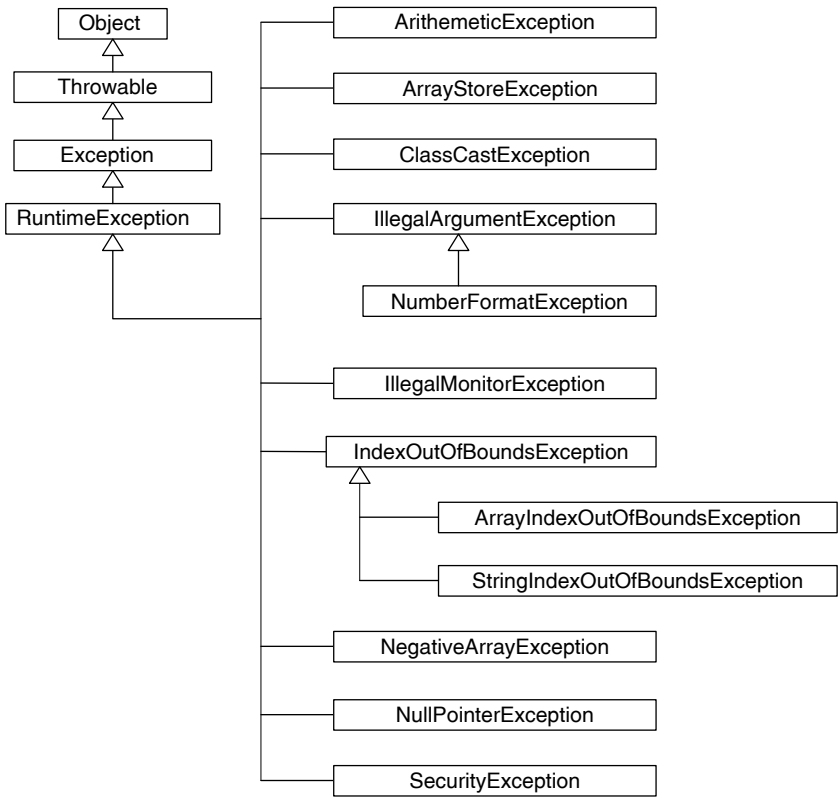 Object
Throwable
Exception
RuntimeException
ArithemeticException
ArrayStoreException
ClassCastException
IllegalArgumentException
NumberFormatException
IllegalMonitorException
IndexOutOfBoundsException
ArrayIndexOutOfBoundsException
StringIndexOutOfBoundsException
NegativeArrayException
NullPointerException
SecurityException